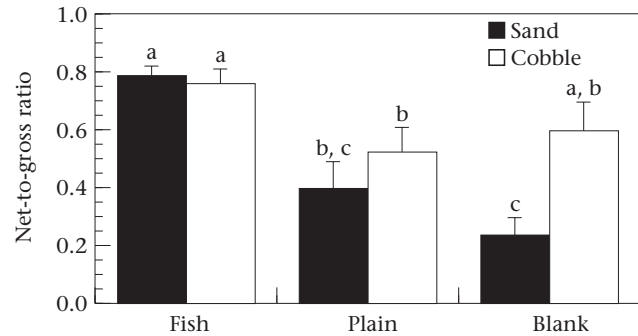 1.0
0.8
0.6
0.4
0.2
0.0
Net-to-gross ratio
Sand
Cobble
a
a
b, c
b
c
a, b
Fish
Plain
Blank